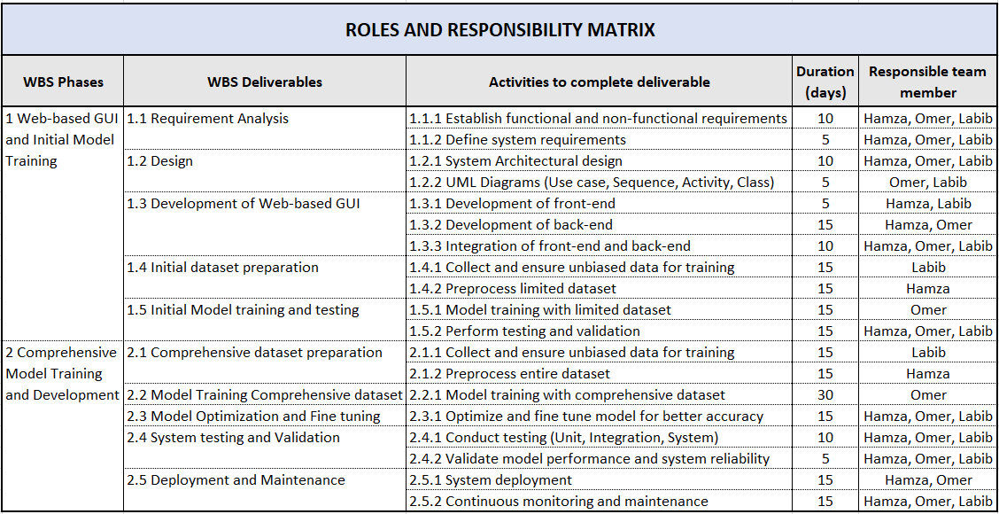 ROLES AND RESPONSIBILITY MATRIX
WBS Phases WBS Deliverables Activities to complete deliverable Duration (days) Responsible team member
1 Web-based GUI and Initial Model Training 1.1 Requirement Analysis 1.1.1 Establish functional and non-functional requirements 10 Hamza, Omer, Labib
1.1.2 Define system requirements 5 Hamza, Omer, Labib
1.2 Design 1.2.1 System Architectural design 10 Hamza, Omer, Labib
1.2.2 UML Diagrams (Use case, Sequence, Activity, Class) 5 Omer, Labib
1.3 Development of Web-based GUI 1.3.1 Development of front-end 5 Hamza, Labib
1.3.2 Development of back-end 15 Hamza, Omer
1.3.3 Integration of front-end and back-end 10 Hamza, Omer, Labib
1.4 Initial dataset preparation 1.4.1 Collect and ensure unbiased data for training 15 Labib
1.4.2 Preprocess limited dataset 15 Hamza
1.5 Initial Model training and testing 1.5.1 Model training with limited dataset 15 Omer
1.5.2 Perform testing and validation 15 Hamza, Omer, Labib
2 Comprehensive Model Training and Development 2.1 Comprehensive dataset preparation 2.1.1 Collect and ensure unbiased data for training 15 Labib
2.1.2 Preprocess entire dataset 15 Hamza
2.2 Model Training Comprehensive dataset 2.2.1 Model training with comprehensive dataset 30 Omer
2.3 Model Optimization and Fine tuning 2.3.1 Optimize and fine tune model for better accuracy 15 Hamza, Omer, Labib
2.4 System testing and Validation 2.4.1 Conduct testing (Unit, Integration, System) 10 Hamza, Omer, Labib
2.4.2 Validate model performance and system reliability 5 Hamza, Omer, Labib
2.5 Deployment and Maintenance 2.5.1 System deployment 15 Hamza, Omer
2.5.2 Continuous monitoring and maintenance 15 Hamza, Omer, Labib